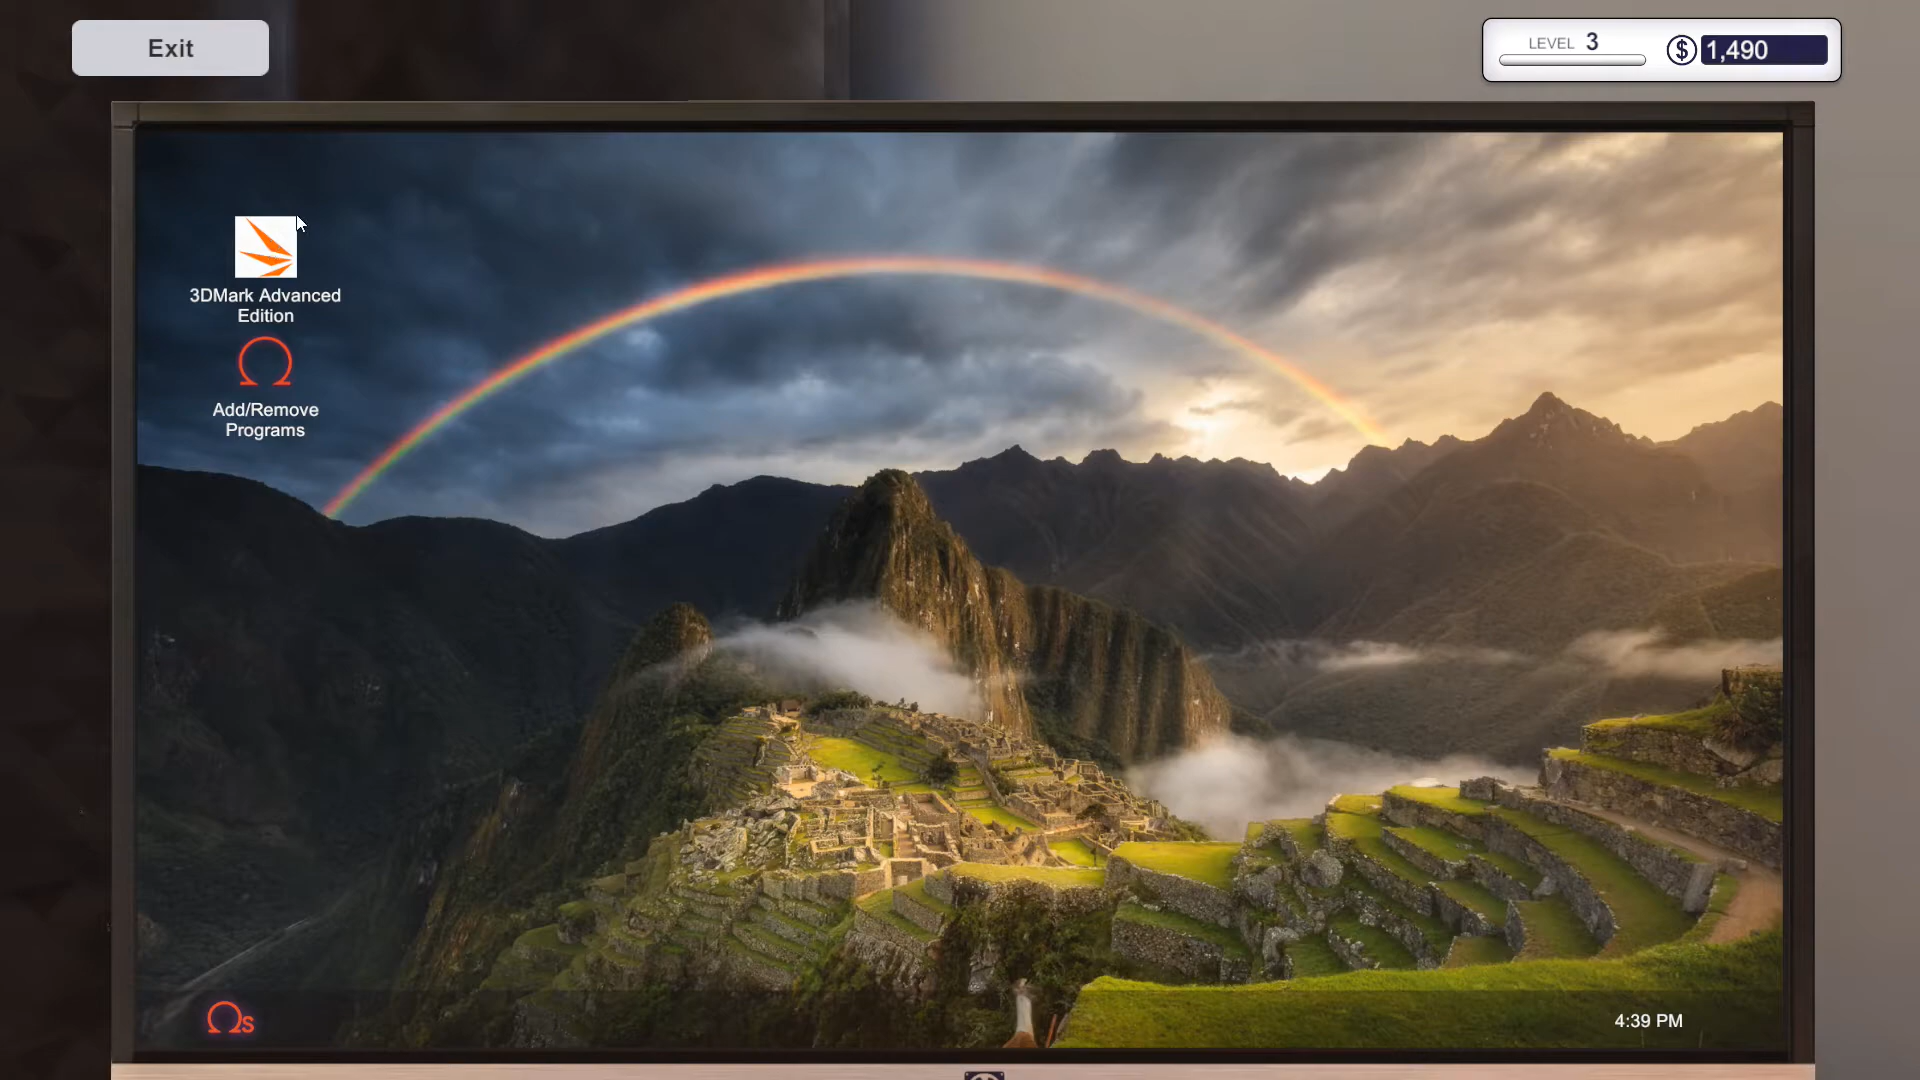 Exit
LEVEL 3
$ 1,490
3DMark Advanced
Edition
Add/Remove
Programs
Ωs
4:39 PM